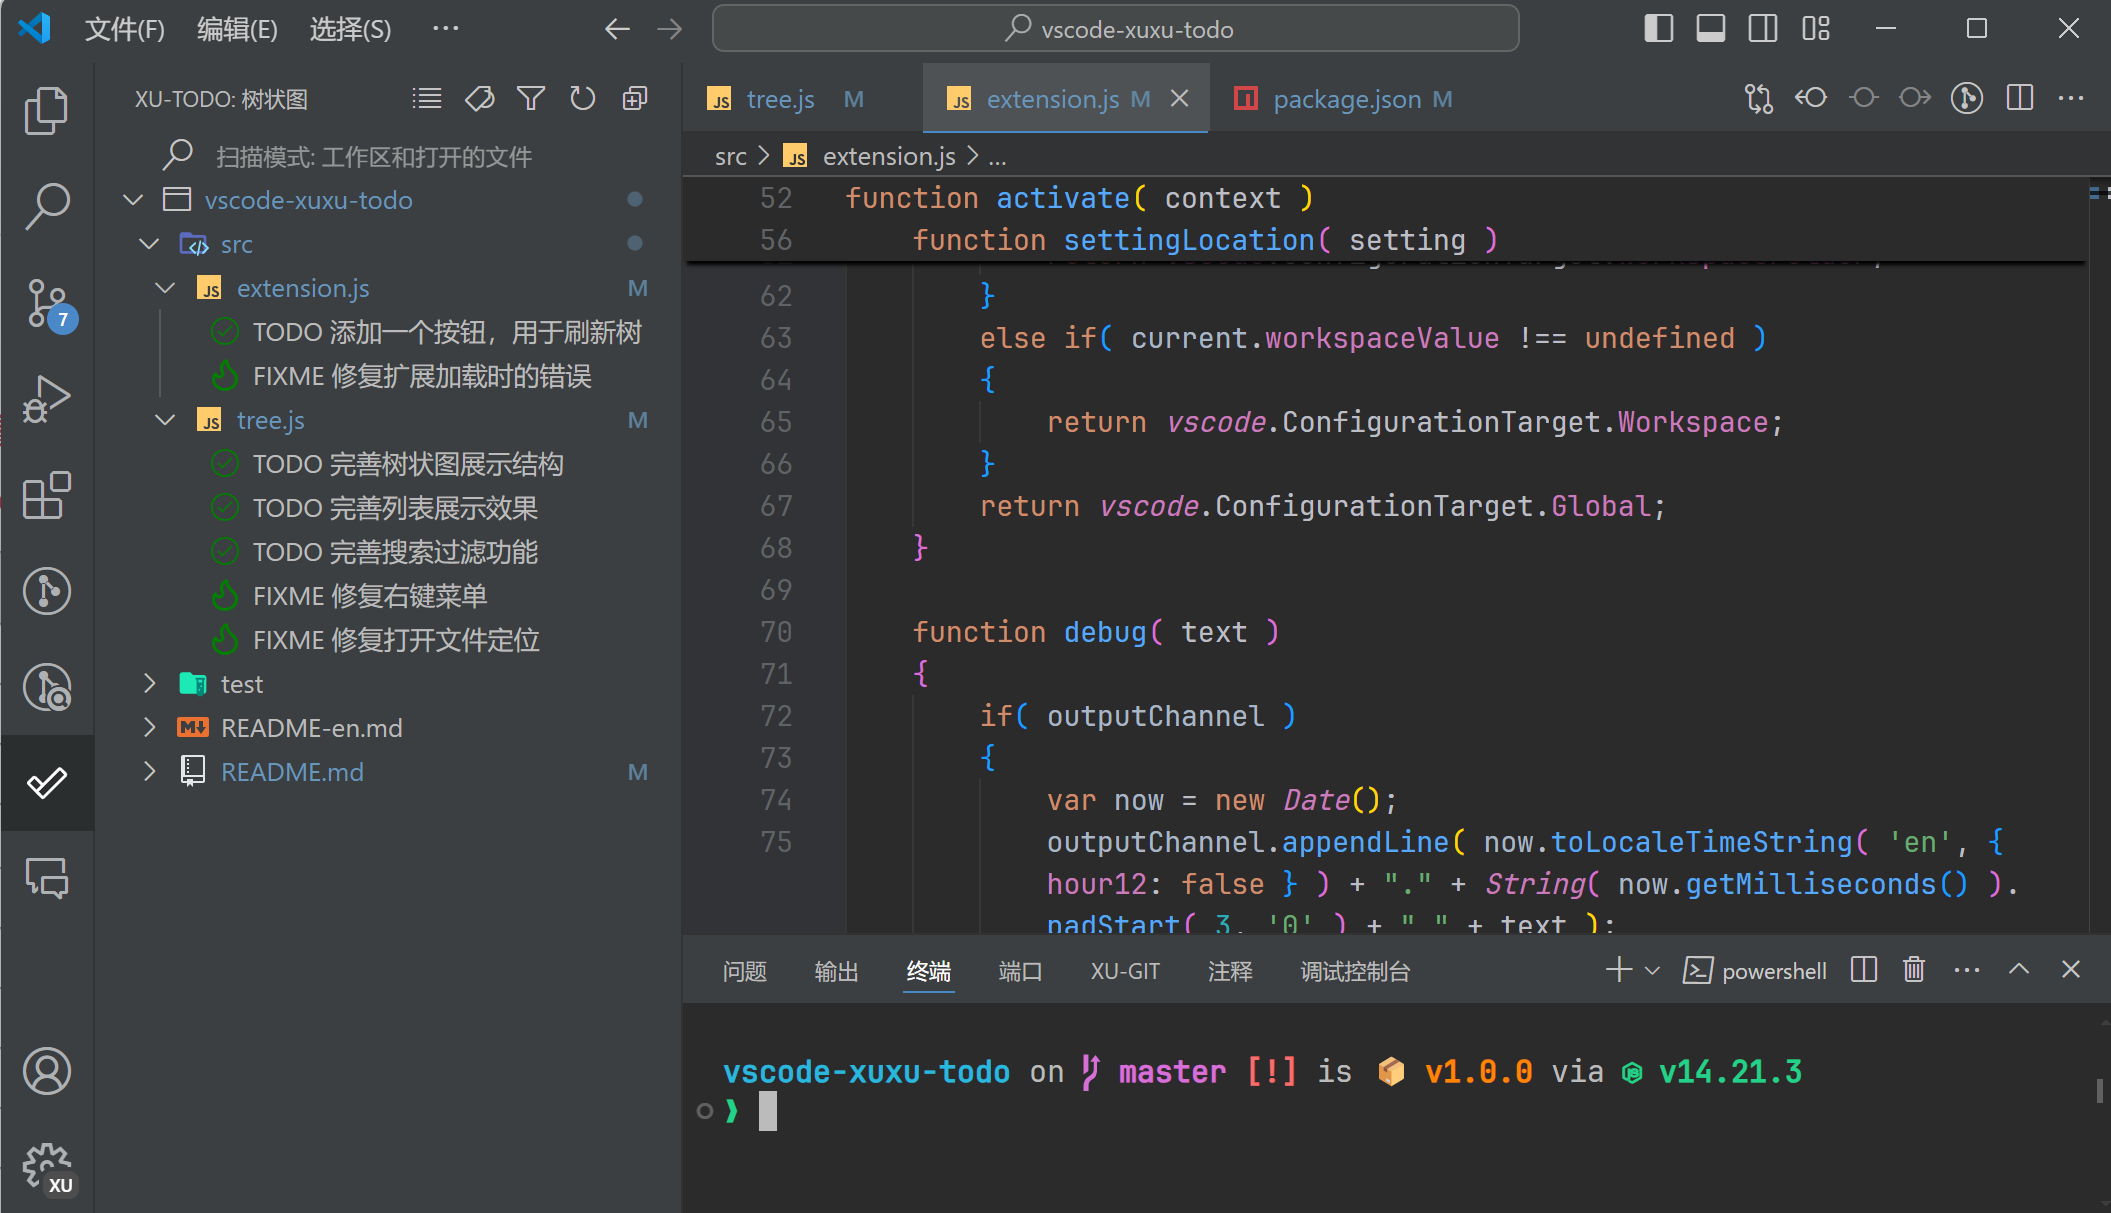 文件(F) 编辑(E) 选择(S) ··· vscode-xuxu-todo
XU-TODO: 树状图
扫描模式: 工作区和打开的文件
vscode-xuxu-todo
src
extension.js M
TODO 添加一个按钮，用于刷新树
FIXME 修复扩展加载时的错误
tree.js M
TODO 完善树状图展示结构
TODO 完善列表展示效果
TODO 完善搜索过滤功能
FIXME 修复右键菜单
FIXME 修复打开文件定位
test
README-en.md
README.md M
7
XU
tree.js M extension.js M package.json M
src > JS extension.js > ...
52 function activate( context )
56 function settingLocation( setting )
62 }
63 else if( current.workspaceValue !== undefined )
64 {
65 return vscode.ConfigurationTarget.Workspace;
66 }
67 return vscode.ConfigurationTarget.Global;
68 }
69
70 function debug( text )
71 {
72 if( outputChannel )
73 {
74 var now = new Date();
75 outputChannel.appendLine( now.toLocaleTimeString( 'en', {
hour12: false } ) + "." + String( now.getMilliseconds() ).
padStart( 3, '0' ) + " " + text );
问题 输出 终端 端口 XU-GIT 注释 调试控制台 powershell
vscode-xuxu-todo on master [!] is v1.0.0 via v14.21.3
❯